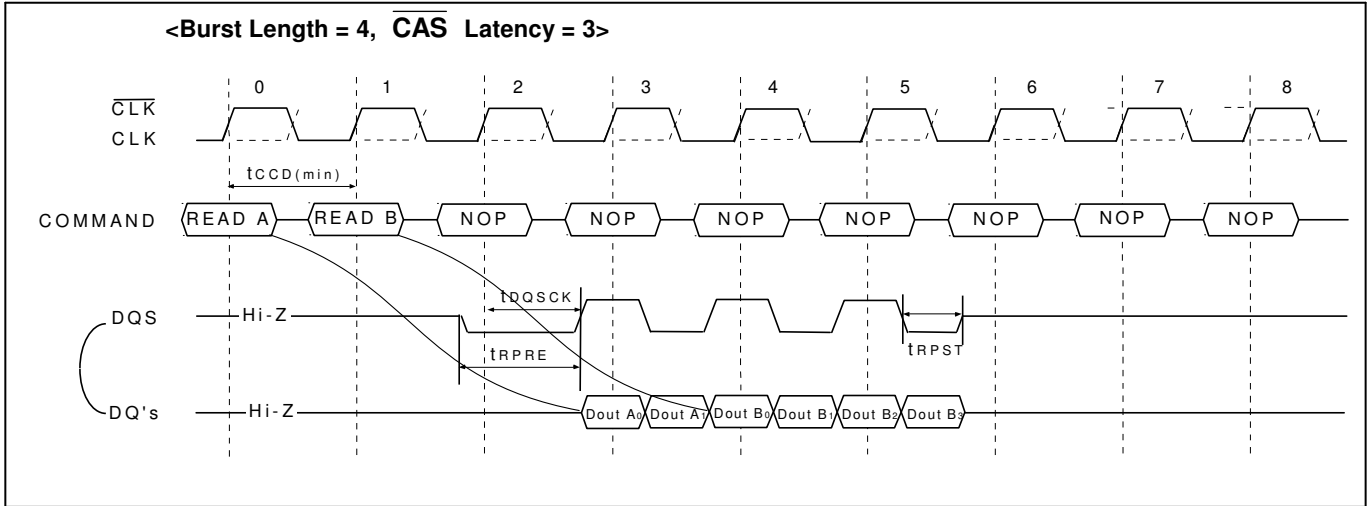 <Burst Length = 4, CAS Latency = 3>
0 1 2 3 4 5 6 7 8
CLK
CLK
tCCD(min)
COMMAND READ A READ B NOP NOP NOP NOP NOP NOP NOP
tDQSCK
DQS Hi-Z
tRPRE tRPST
DQ's Hi-Z Dout A0 Dout A1 Dout B0 Dout B1 Dout B2 Dout B3